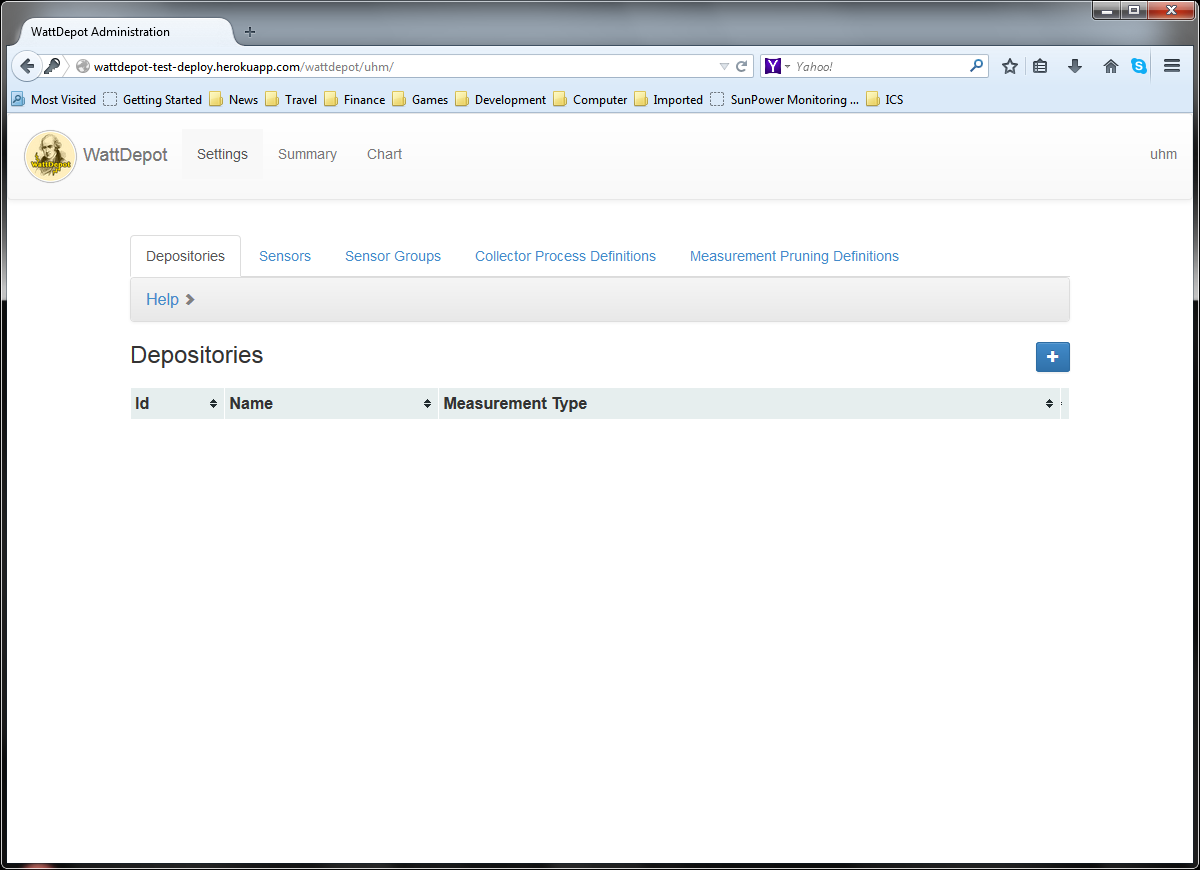 WattDepot Administration
wattdepot-test-deploy.herokuapp.com/wattdepot/uhm/
Yahoo!
Most Visited Getting Started News Travel Finance Games Development Computer Imported SunPower Monitoring ... ICS
WattDepot
WattDepot Settings Summary Chart uhm
Depositories Sensors Sensor Groups Collector Process Definitions Measurement Pruning Definitions
Help
Depositories
Id Name Measurement Type